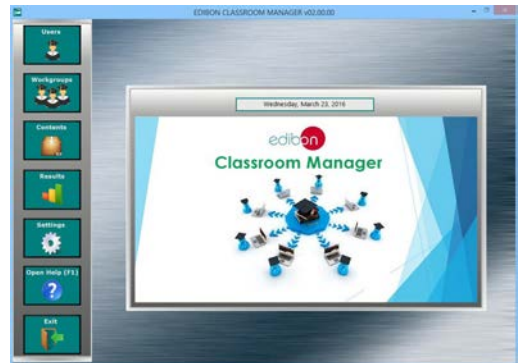 EDIBON CLASSROOM MANAGER v02.00.00
Users
Workgroups
Contents
Results
Settings
Open Help (F1)
?
Exit
Wednesday, March 23, 2016
edibon
Classroom Manager